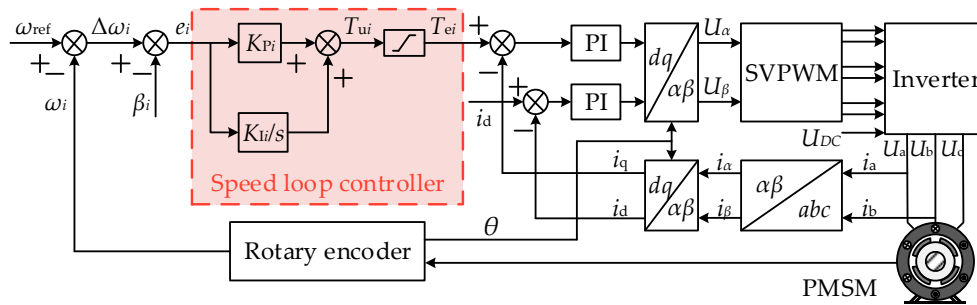 ωref
Δωi
ei
KPi
Tui
Tei
+
−
+
−
+
+
ωi
βi
KIi/s
Speed loop controller
+
−
PI
dq
αβ
Uα
Uβ
SVPWM
Inverter
id
+
−
PI
UDC
Ua
Ub
Uc
iq
id
dq
αβ
iα
iβ
αβ
abc
ia
ib
θ
Rotary encoder
PMSM